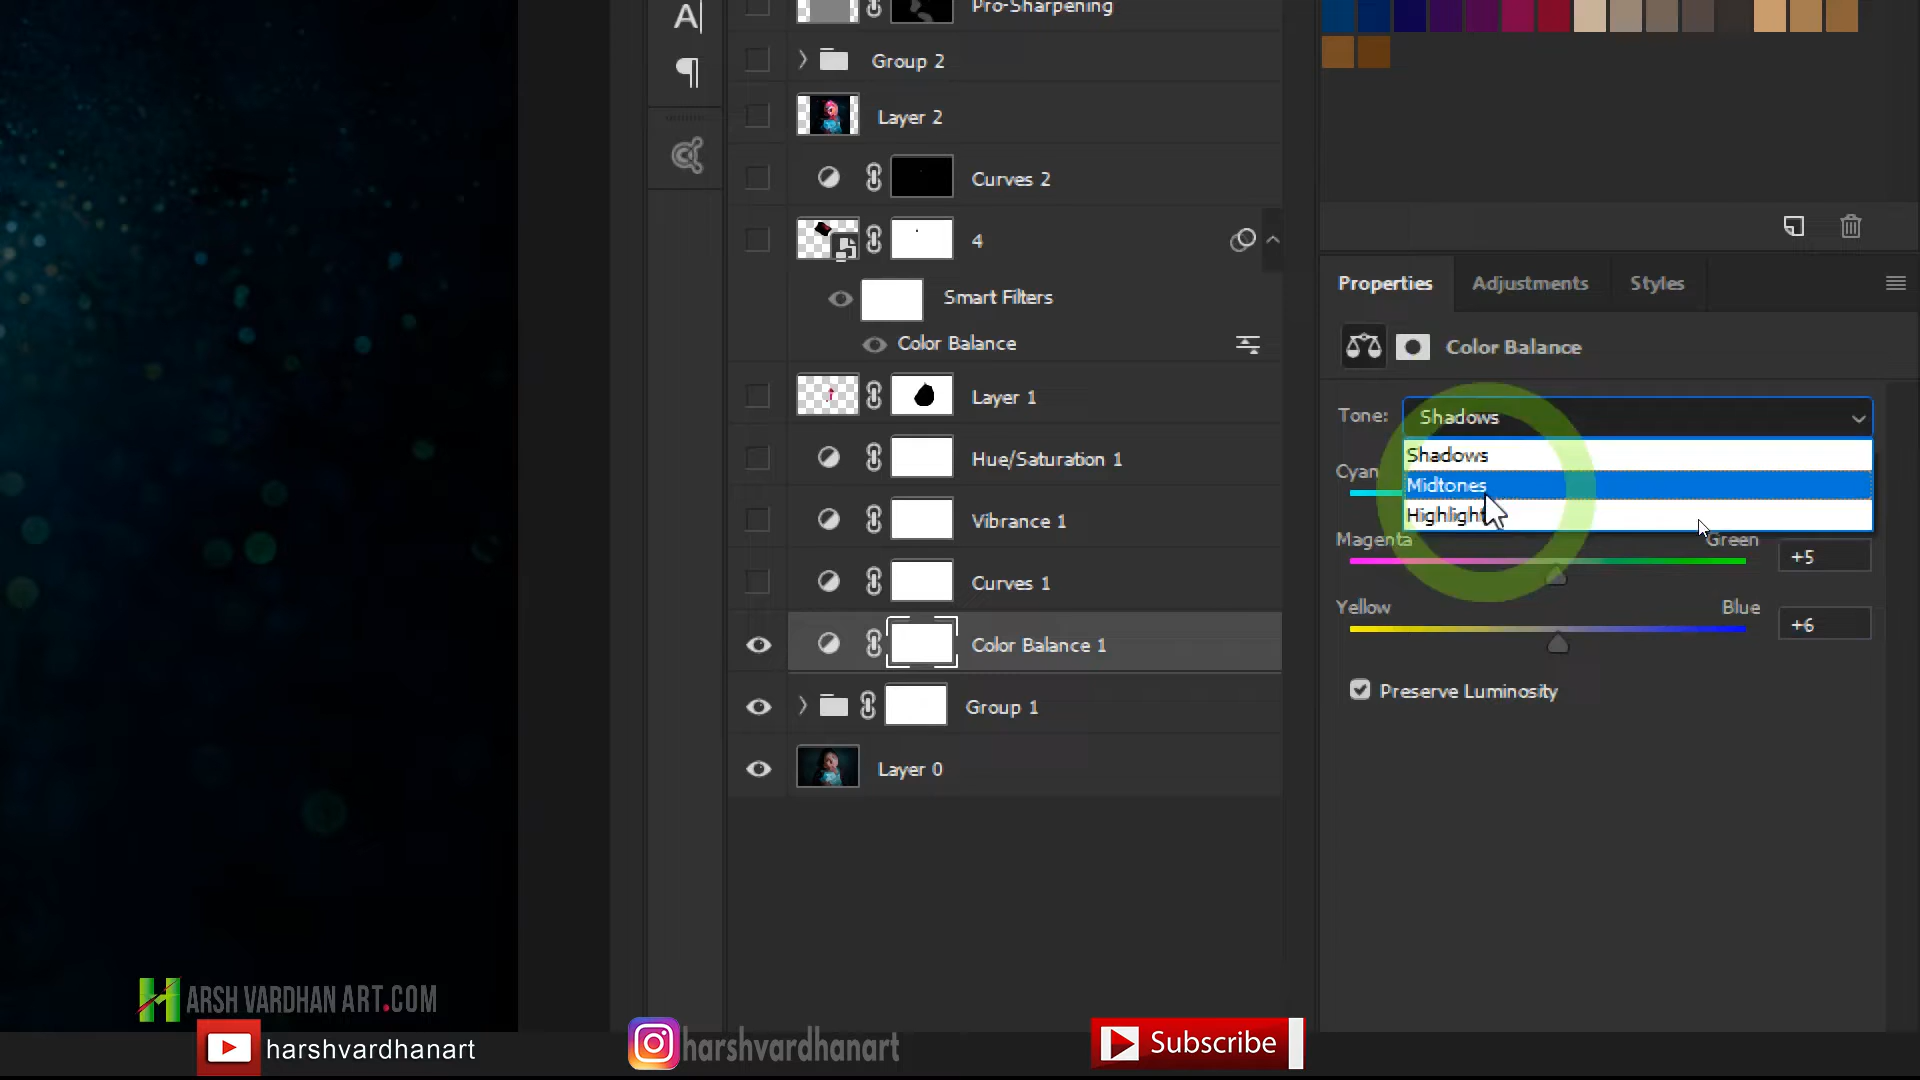 A|
Pro-Sharpening
Group 2
Layer 2
Curves 2
4
Smart Filters
Color Balance
Layer 1
Hue/Saturation 1
Vibrance 1
Curves 1
Color Balance 1
Group 1
Layer 0
Properties
Adjustments
Styles
Color Balance
Tone:
Shadows
Shadows
Midtones
Highlight
Cyan
Magenta
Green
+5
Yellow
Blue
+6
Preserve Luminosity
HARSH VARDHAN ART.COM
harshvardhanart
harshvardhanart
Subscribe